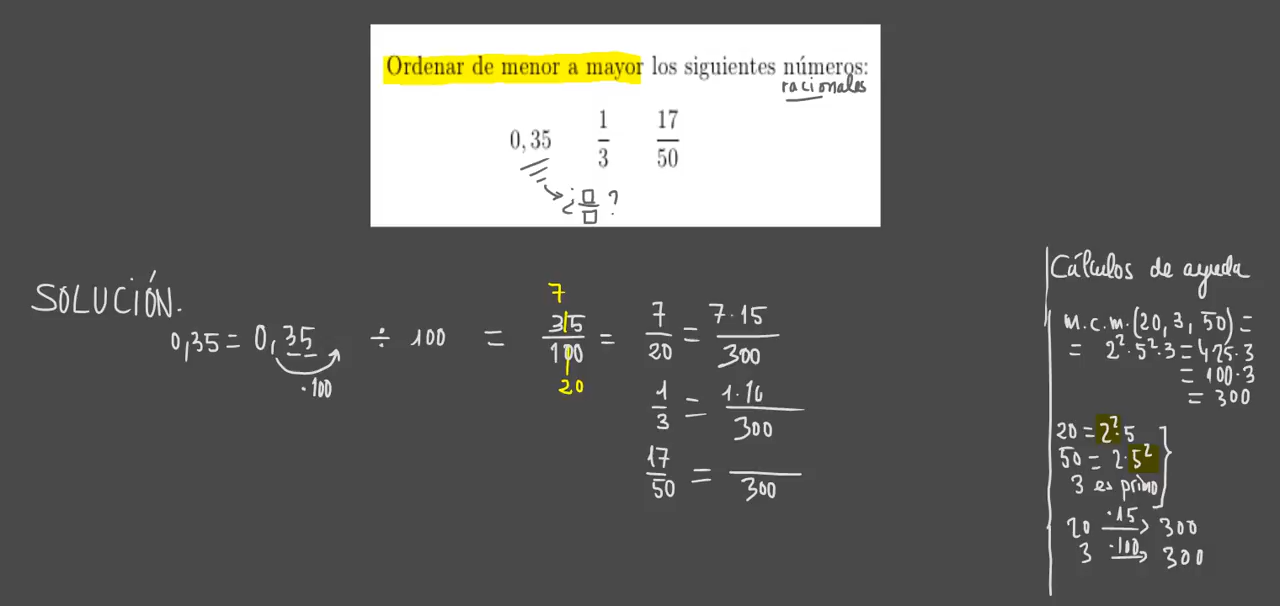 Ordenar de menor a mayor los siguientes números:
racionales
0,35 1/3 17/50
¿□/□?
SOLUCIÓN.
0,35 = 0,35 ÷ 100 = 35/100 = 7/20 = 7·15/300
·100
7
20
1/3 = 1·10/300
17/50 = /300
Cálculos de ayuda
m.c.m.(20, 3, 50) =
= 2²·5²·3 = 4·25·3
= 100·3
= 300
20 = 2²·5
50 = 2·5²
3 es primo
20 ·15 → 300
3 ·100 → 300